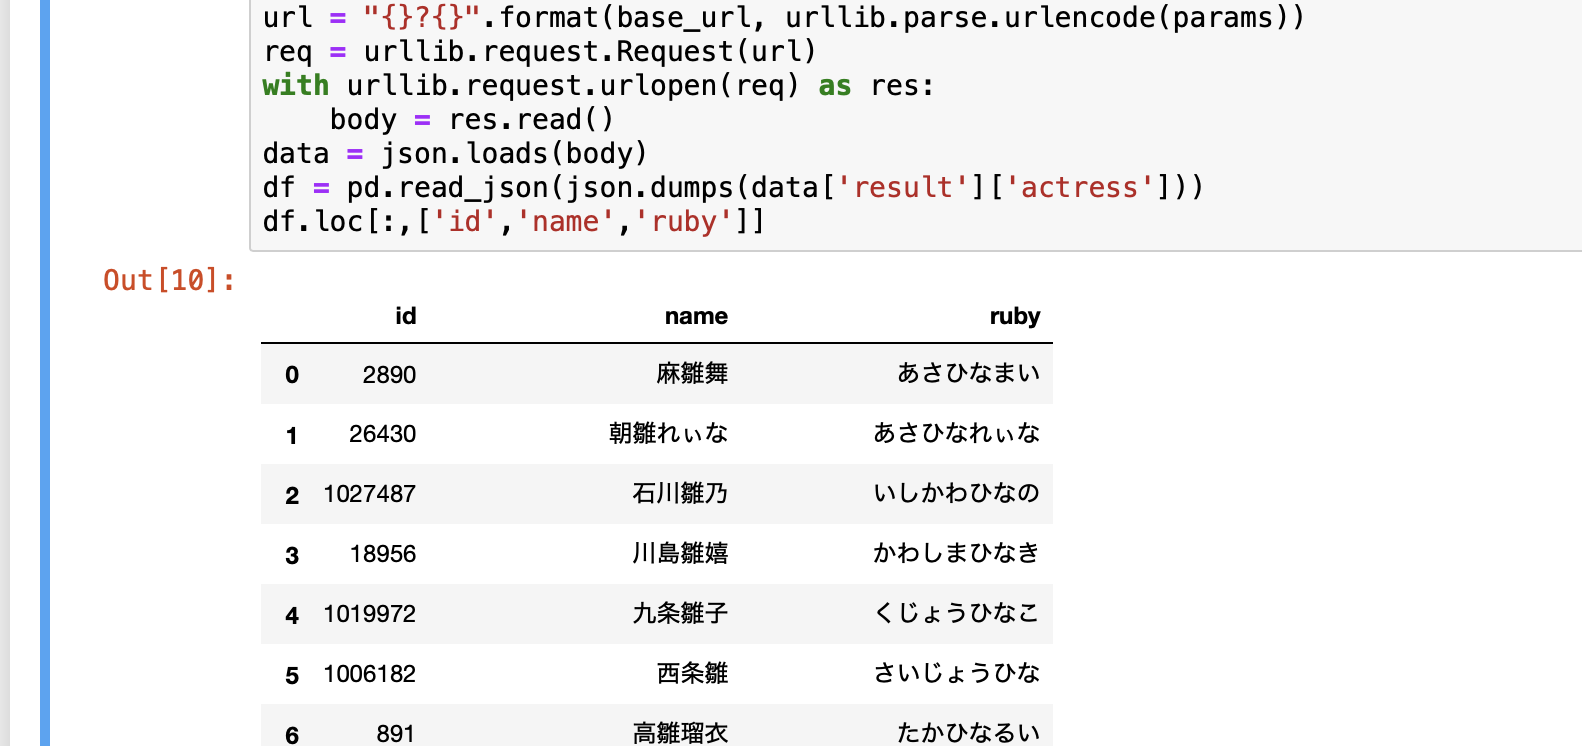 url = "{}?{}".format(base_url, urllib.parse.urlencode(params))
req = urllib.request.Request(url)
with urllib.request.urlopen(req) as res:
    body = res.read()
data = json.loads(body)
df = pd.read_json(json.dumps(data['result']['actress']))
df.loc[:,['id','name','ruby']]
Out[10]:
id name ruby
0 2890 麻雛舞 あさひなまい
1 26430 朝雛れぃな あさひなれぃな
2 1027487 石川雛乃 いしかわひなの
3 18956 川島雛嬉 かわしまひなき
4 1019972 九条雛子 くじょうひなこ
5 1006182 西条雛 さいじょうひな
6 891 高雛瑠衣 たかひなるい